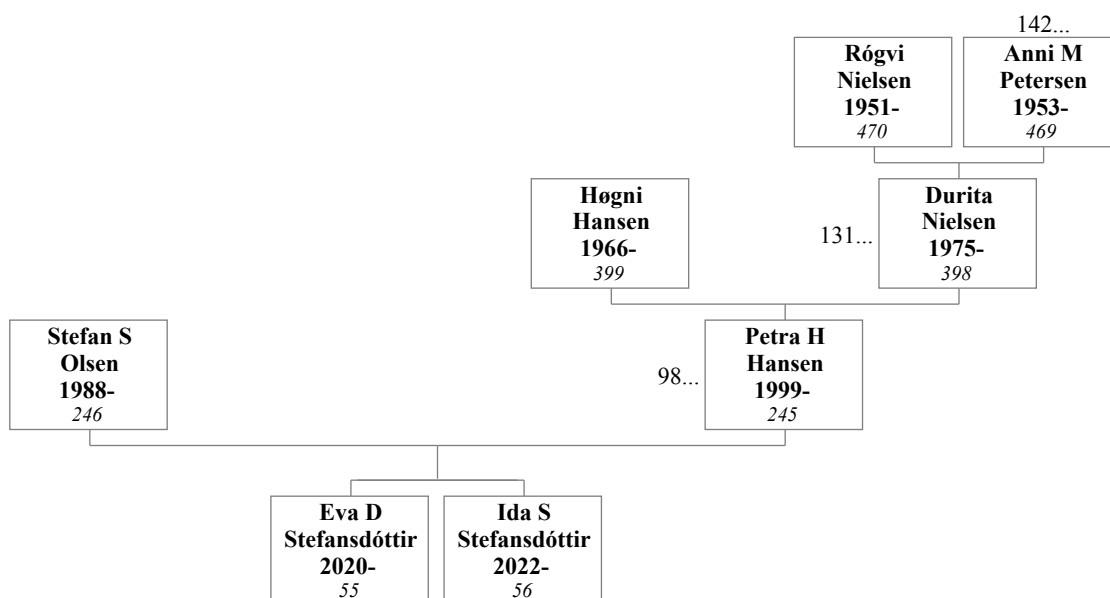 142...
Rógvi
Nielsen
1951-
470
Anni M
Petersen
1953-
469
Høgni
Hansen
1966-
399
131...
Durita
Nielsen
1975-
398
Stefan S
Olsen
1988-
246
98...
Petra H
Hansen
1999-
245
Eva D
Stefansdóttir
2020-
55
Ida S
Stefansdóttir
2022-
56